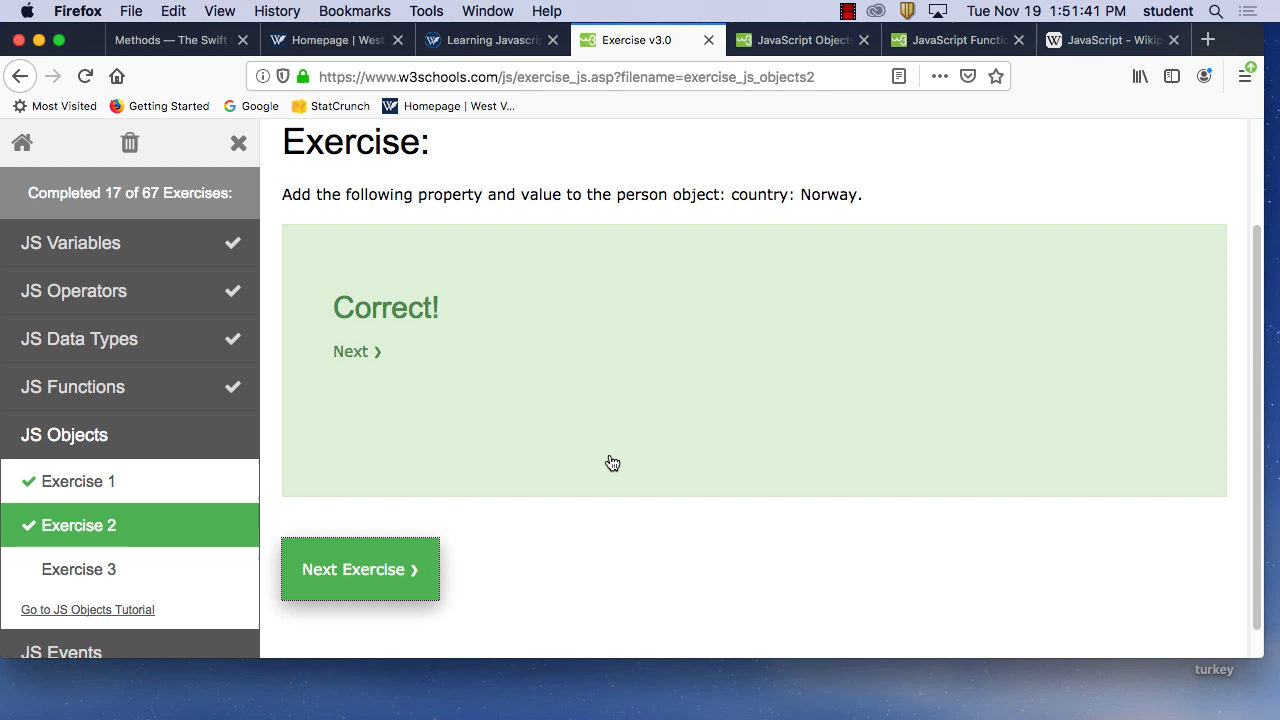 Firefox File Edit View History Bookmarks Tools Window Help Tue Nov 19 1:51:41 PM student
Methods — The Swift Homepage | West Learning Javascrip Exercise v3.0 JavaScript Objects JavaScript Functio JavaScript - Wikip
https://www.w3schools.com/js/exercise_js.asp?filename=exercise_js_objects2
Most Visited Getting Started Google StatCrunch Homepage | West V...
Completed 17 of 67 Exercises:
JS Variables
JS Operators
JS Data Types
JS Functions
JS Objects
Exercise 1
Exercise 2
Exercise 3
Go to JS Objects Tutorial
JS Events
Exercise:
Add the following property and value to the person object: country: Norway.
Correct!
Next ❯
Next Exercise ❯
turkey